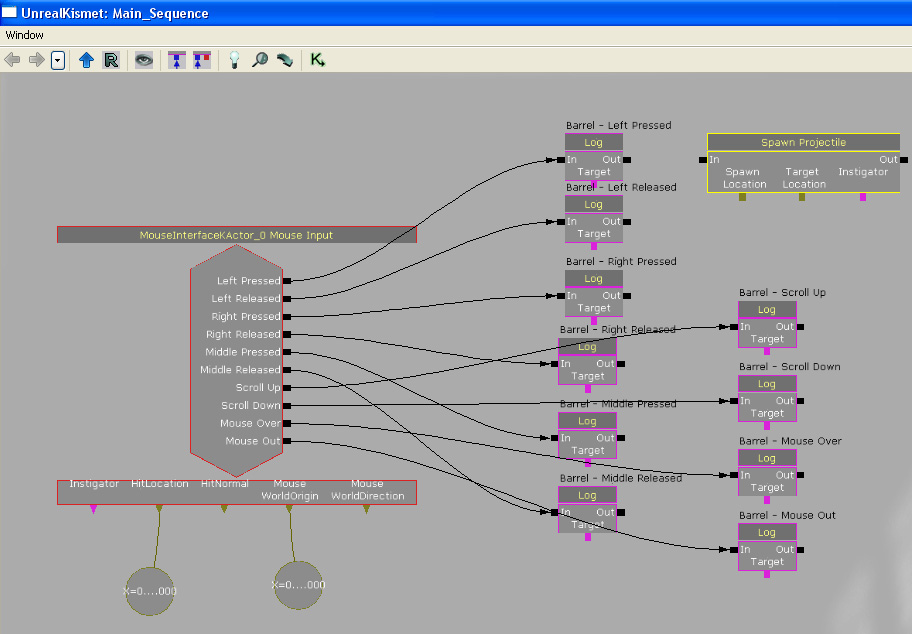 UnrealKismet: Main_Sequence
Window
R
K
Barrel - Left Pressed
Log
In Out
Target
Barrel - Left Released
Log
In Out
Target
Spawn Projectile
In Out
Spawn Location
Target Location
Instigator
MouseInterfaceKActor_0 Mouse Input
Left Pressed
Left Released
Right Pressed
Right Released
Middle Pressed
Middle Released
Scroll Up
Scroll Down
Mouse Over
Mouse Out
Instigator
HitLocation
HitNormal
Mouse WorldOrigin
Mouse WorldDirection
X=0....000
X=0....000
Barrel - Right Pressed
Log
In Out
Target
Barrel - Right Released
Log
In Out
Target
Barrel - Middle Pressed
Log
In Out
Target
Barrel - Middle Released
Log
In Out
Target
Barrel - Scroll Up
Log
In Out
Target
Barrel - Scroll Down
Log
In Out
Target
Barrel - Mouse Over
Log
In Out
Target
Barrel - Mouse Out
Log
In Out
Target